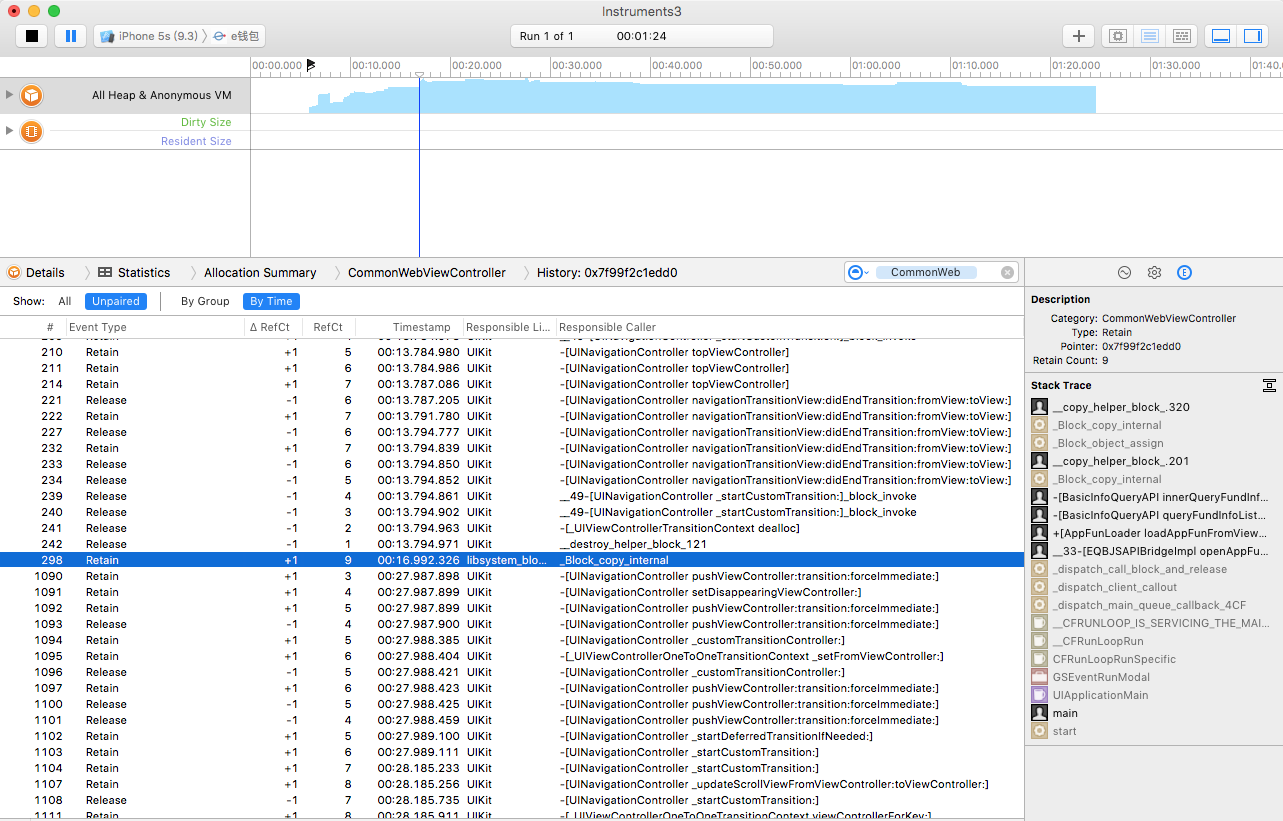 Instruments3
iPhone 5s (9.3) e钱包
Run 1 of 1 00:01:24
00:00.000 00:10.000 00:20.000 00:30.000 00:40.000 00:50.000 01:00.000 01:10.000 01:20.000 01:30.000 01:40.
All Heap & Anonymous VM
Dirty Size
Resident Size
Details Statistics Allocation Summary CommonWebViewController History: 0x7f99f2c1edd0 CommonWeb
Show: All Unpaired By Group By Time
# Event Type Δ RefCt RefCt Timestamp Responsible Li... Responsible Caller
210 Retain +1 5 00:13.784.980 UIKit -[UINavigationController topViewController]
211 Retain +1 6 00:13.787.086 UIKit -[UINavigationController topViewController]
214 Retain +1 7 00:13.787.086 UIKit -[UINavigationController topViewController]
221 Release -1 6 00:13.787.205 UIKit -[UINavigationController navigationTransitionView:didEndTransition:fromView:toView:]
222 Retain +1 7 00:13.791.780 UIKit -[UINavigationController navigationTransitionView:didEndTransition:fromView:toView:]
227 Release -1 6 00:13.794.777 UIKit -[UINavigationController navigationTransitionView:didEndTransition:fromView:toView:]
232 Retain +1 7 00:13.794.839 UIKit -[UINavigationController navigationTransitionView:didEndTransition:fromView:toView:]
233 Release -1 6 00:13.794.850 UIKit -[UINavigationController navigationTransitionView:didEndTransition:fromView:toView:]
234 Release -1 5 00:13.794.852 UIKit -[UINavigationController navigationTransitionView:didEndTransition:fromView:toView:]
239 Release -1 4 00:13.794.861 UIKit __49-[UINavigationController _startCustomTransition:]_block_invoke
240 Release -1 3 00:13.794.902 UIKit __49-[UINavigationController _startCustomTransition:]_block_invoke
241 Release -1 2 00:13.794.963 UIKit -[_UIViewControllerTransitionContext dealloc]
242 Release -1 1 00:13.794.973 UIKit __destroy_helper_block_121
298 Retain +1 9 00:16.992.326 libsystem_blo... _Block_copy_internal
1090 Retain +1 3 00:27.987.898 UIKit -[UINavigationController pushViewController:transition:forceImmediate:]
1091 Retain +1 4 00:27.987.899 UIKit -[UINavigationController setDisappearingViewController:]
1092 Retain +1 5 00:27.987.899 UIKit -[UINavigationController pushViewController:transition:forceImmediate:]
1093 Release -1 4 00:27.987.900 UIKit -[UINavigationController pushViewController:transition:forceImmediate:]
1094 Retain +1 5 00:27.988.385 UIKit -[UINavigationController _customTransitionController:]
1095 Retain +1 6 00:27.988.404 UIKit -[_UIViewControllerOneToOneTransitionContext _setFromViewController:]
1096 Release -1 5 00:27.988.421 UIKit -[UINavigationController _customTransitionController:]
1097 Retain +1 6 00:27.988.423 UIKit -[UINavigationController pushViewController:transition:forceImmediate:]
1100 Release -1 5 00:27.988.425 UIKit -[UINavigationController pushViewController:transition:forceImmediate:]
1101 Release -1 4 00:27.988.459 UIKit -[UINavigationController pushViewController:transition:forceImmediate:]
1102 Retain +1 5 00:27.989.100 UIKit -[UINavigationController _startDeferredTransitionIfNeeded:]
1103 Retain +1 6 00:27.989.111 UIKit -[UINavigationController _startCustomTransition:]
1104 Retain +1 7 00:28.185.233 UIKit -[UINavigationController _startCustomTransition:]
1107 Retain +1 8 00:28.185.256 UIKit -[UINavigationController _updateScrollViewFromViewController:toViewController:]
1108 Release -1 7 00:28.185.735 UIKit -[UINavigationController _startCustomTransition:]
1111 Retain +1 8 00:28.185.911 UIKit -[_UIViewControllerOneToOneTransitionContext viewControllerForKey:]
Description
Category: CommonWebViewController
Type: Retain
Pointer: 0x7f99f2c1edd0
Retain Count: 9
Stack Trace
__copy_helper_block_.320
_Block_copy_internal
_Block_object_assign
__copy_helper_block_.201
_Block_copy_internal
-[BasicInfoQueryAPI innerQueryFundInf...
-[BasicInfoQueryAPI queryFundInfoList...
+[AppFunLoader loadAppFunFromView...
__33-[EQBJSAPIBridgeImpl openAppFu...
_dispatch_call_block_and_release
_dispatch_client_callout
_dispatch_main_queue_callback_4CF
__CFRUNLOOP_IS_SERVICING_THE_MAI...
__CFRunLoopRun
CFRunLoopRunSpecific
GSEventRunModal
UIApplicationMain
main
start